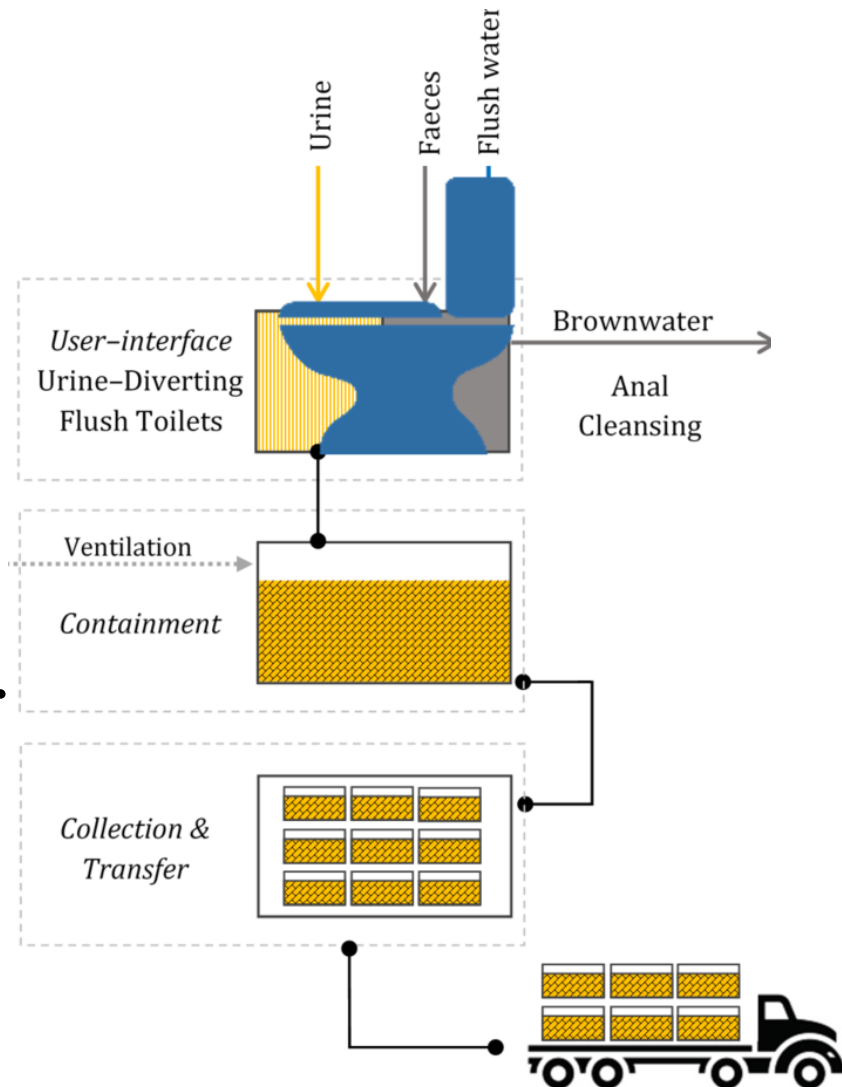 Urine
Faeces
Flush water
User–interface
Urine–Diverting
Flush Toilets
Brownwater
Anal
Cleansing
Ventilation
Containment
Collection &
Transfer